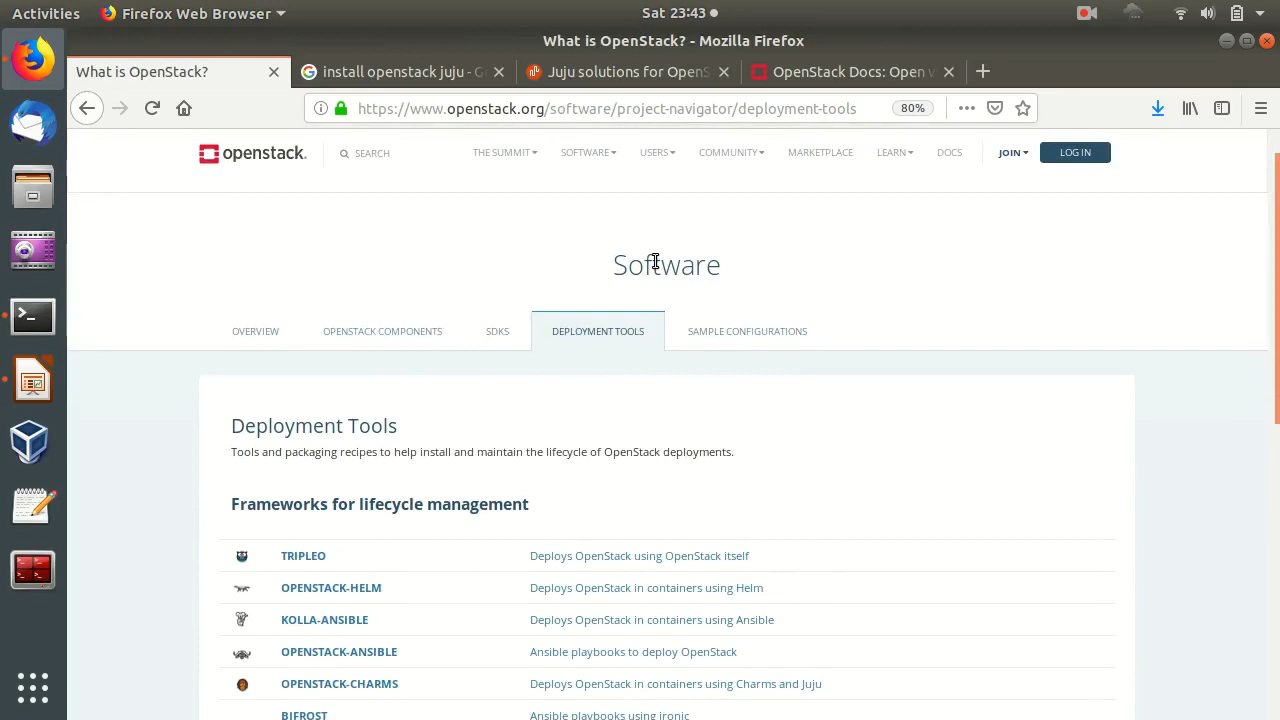 Activities Firefox Web Browser Sat 23:43
What is OpenStack? - Mozilla Firefox
What is OpenStack? install openstack juju - Juju solutions for OpenS OpenStack Docs: Open
https://www.openstack.org/software/project-navigator/deployment-tools 80%
openstack. SEARCH THE SUMMIT SOFTWARE USERS COMMUNITY MARKETPLACE LEARN DOCS JOIN LOG IN
Software
OVERVIEW OPENSTACK COMPONENTS SDKS DEPLOYMENT TOOLS SAMPLE CONFIGURATIONS
Deployment Tools
Tools and packaging recipes to help install and maintain the lifecycle of OpenStack deployments.
Frameworks for lifecycle management
TRIPLEO Deploys OpenStack using OpenStack itself
OPENSTACK-HELM Deploys OpenStack in containers using Helm
KOLLA-ANSIBLE Deploys OpenStack in containers using Ansible
OPENSTACK-ANSIBLE Ansible playbooks to deploy OpenStack
OPENSTACK-CHARMS Deploys OpenStack in containers using Charms and Juju
BIFROST Ansible playbooks using ironic